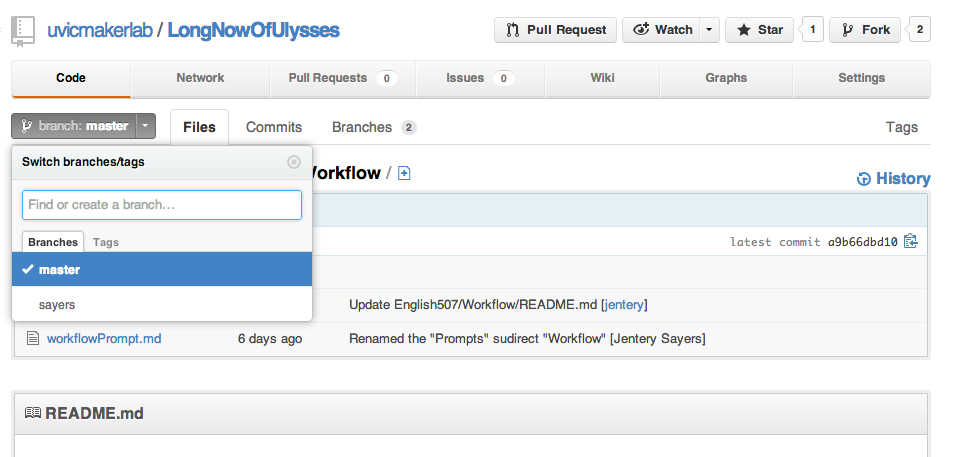 uvicmakerlab / LongNowOfUlysses
Pull Request Watch Star 1 Fork 2
Code Network Pull Requests 0 Issues 0 Wiki Graphs Settings
branch: master Files Commits Branches 2 Tags
Switch branches/tags
Workflow /
History
Find or create a branch…
Branches Tags
latest commit a9b66dbd10
master
sayers
Update English507/Workflow/README.md [jentery]
workflowPrompt.md 6 days ago Renamed the "Prompts" sudirect "Workflow" [Jentery Sayers]
README.md